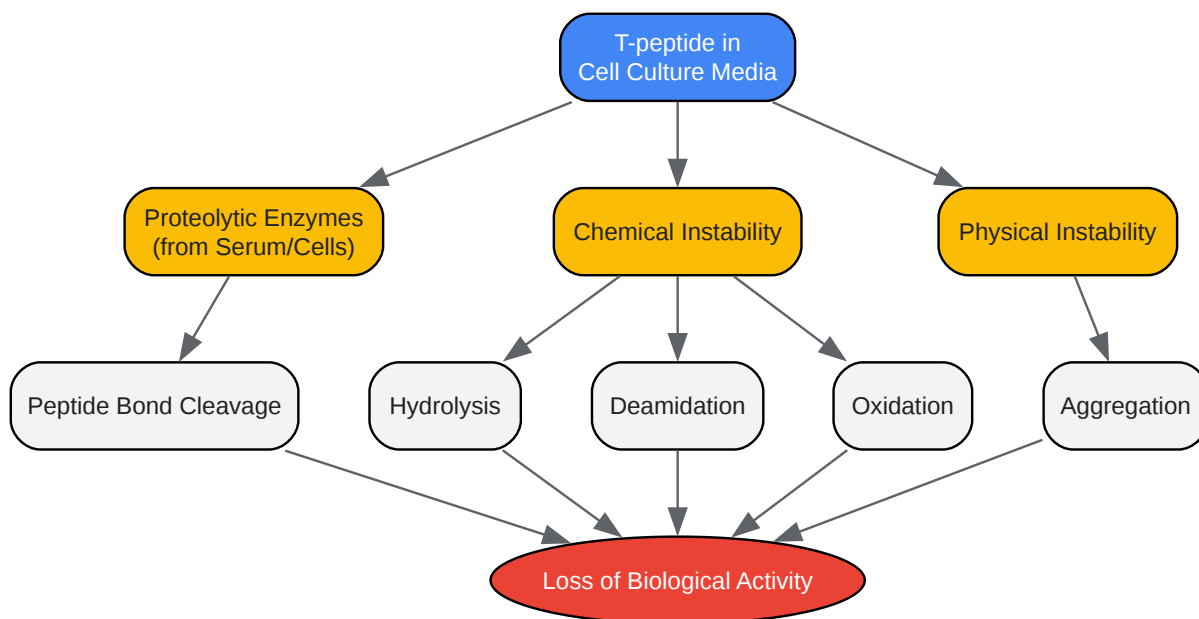 T-peptide in
Cell Culture Media
Proteolytic Enzymes
(from Serum/Cells)
Chemical Instability
Physical Instability
Peptide Bond Cleavage
Hydrolysis
Deamidation
Oxidation
Aggregation
Loss of Biological Activity